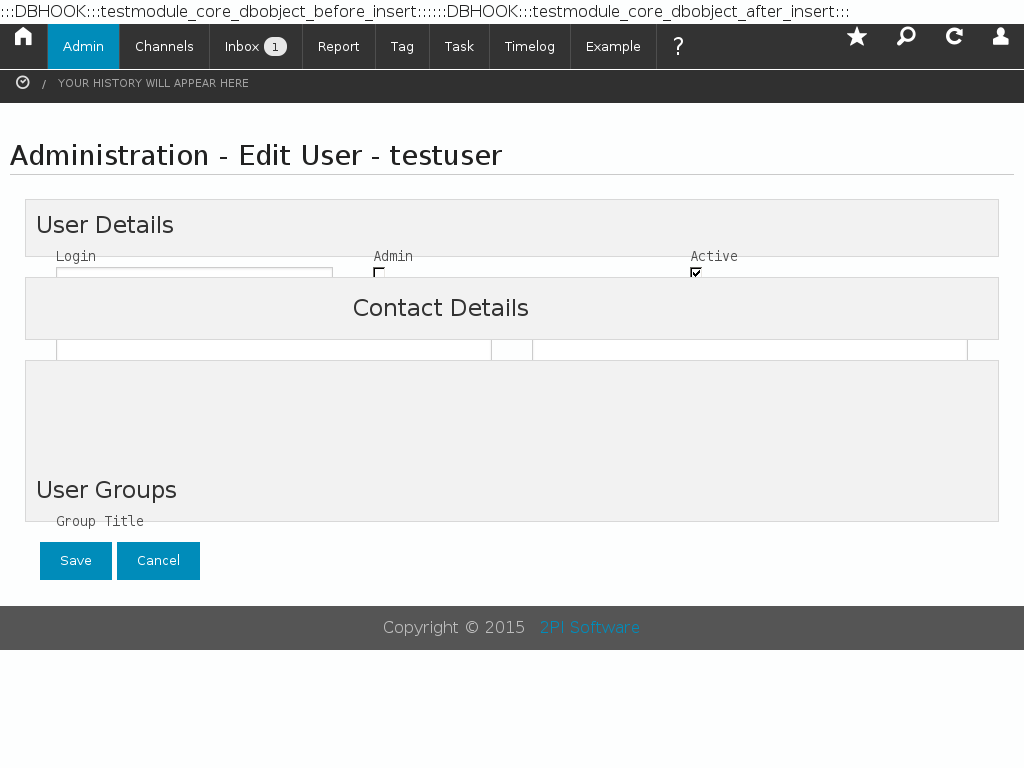 :::DBHOOK:::testmodule_core_dbobject_before_insert::::::DBHOOK:::testmodule_core_dbobject_after_insert:::
Admin Channels Inbox 1 Report Tag Task Timelog Example ?
/ YOUR HISTORY WILL APPEAR HERE
Administration - Edit User - testuser
User Details
Login Admin Active
Contact Details
User Groups
Group Title
Save Cancel
Copyright © 2015 2PI Software